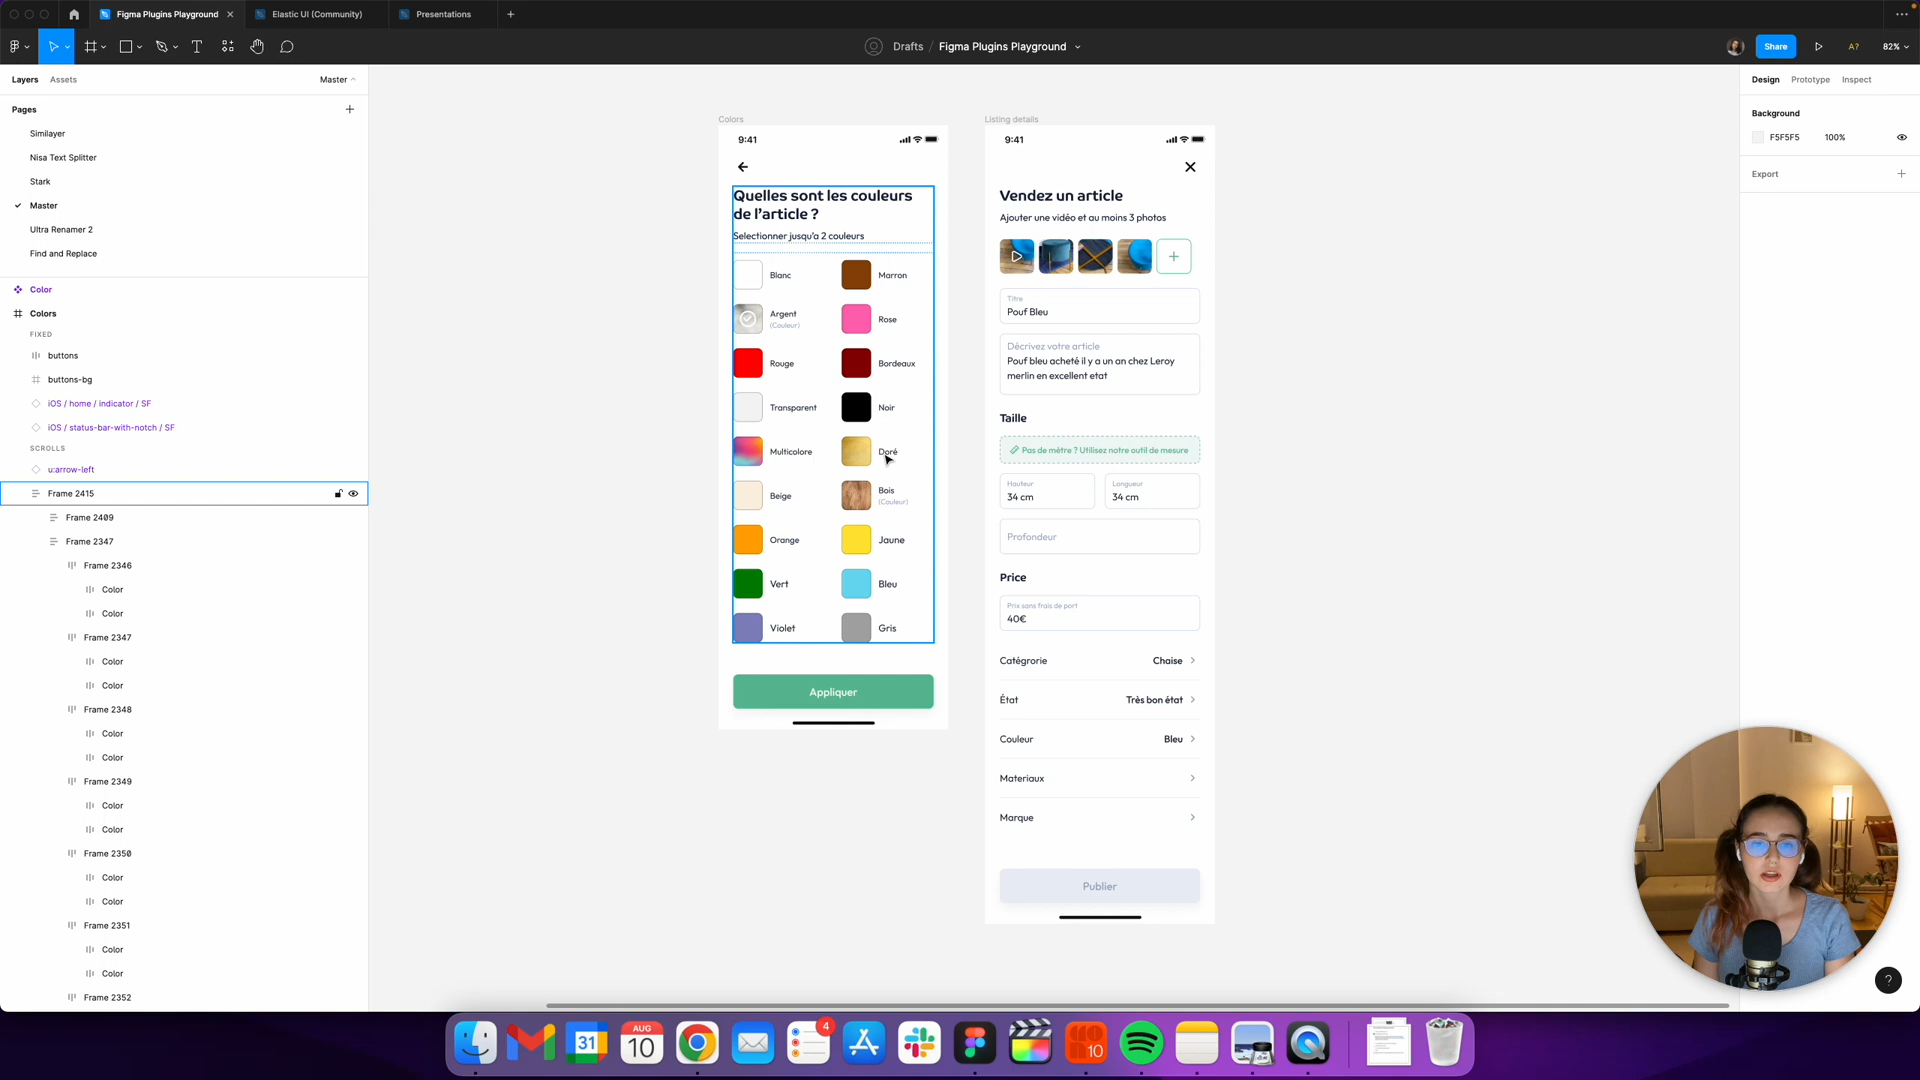 Figma Plugins Playground
Elastic UI (Community)
Presentations
Drafts / Figma Plugins Playground
Share
A?
82%
Layers
Assets
Master
Pages
Similayer
Nisa Text Splitter
Stark
Master
Ultra Renamer 2
Find and Replace
Color
Colors
FIXED
buttons
buttons-bg
iOS / home / indicator / SF
iOS / status-bar-with-notch / SF
SCROLLS
u:arrow-left
Frame 2415
Frame 2409
Frame 2347
Frame 2346
Color
Color
Frame 2347
Color
Color
Frame 2348
Color
Color
Frame 2349
Color
Color
Frame 2350
Color
Color
Frame 2351
Color
Color
Frame 2352
Colors
9:41
Quelles sont les couleurs
de l'article ?
Selectionner jusqu'a 2 couleurs
Blanc
Marron
Argent
(Couleur)
Rose
Rouge
Bordeaux
Transparent
Noir
Multicolore
Doré
Beige
Bois
(Couleur)
Orange
Jaune
Vert
Bleu
Violet
Gris
Appliquer
Listing details
9:41
Vendez un article
Ajouter une vidéo et au moins 3 photos
Titre
Pouf Bleu
Décrivez votre article
Pouf bleu acheté il y a un an chez Leroy
merlin en excellent etat
Taille
Pas de mètre ? Utilisez notre outil de mesure
Hauteur
34 cm
Longueur
34 cm
Profondeur
Price
Prix sans frais de port
40€
Catégrorie
Chaise
État
Très bon état
Couleur
Bleu
Materiaux
Marque
Publier
Design
Prototype
Inspect
Background
F5F5F5
100%
Export
?
31
AUG
10
4
10